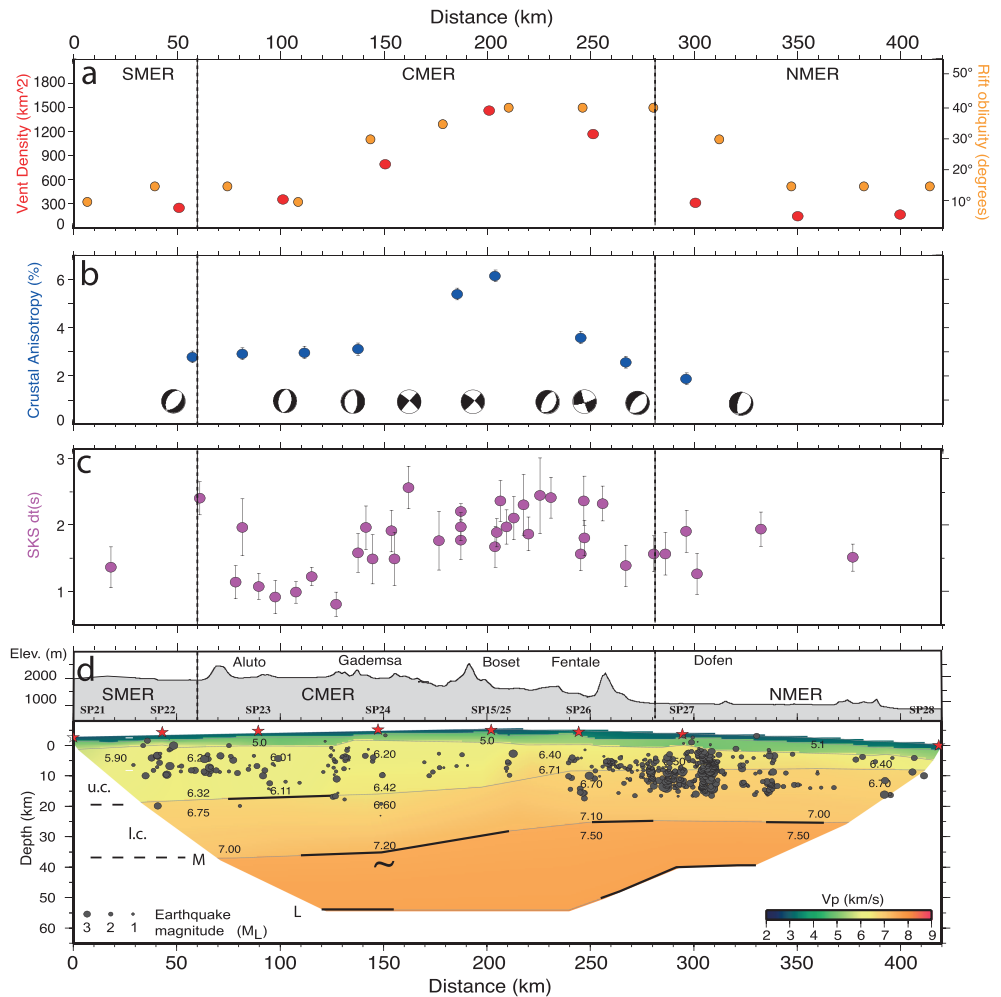 Distance (km)
0 50 100 150 200 250 300 350 400
a SMER CMER NMER
Vent Density (km^2)
1800
1500
1200
900
600
300
0
50°
40°
30°
20°
10°
Rift obliquity (degrees)
b
Crustal Anisotropy (%)
6
4
2
0
c
SKS dt(s)
3
2
1
Elev. (m)
2000
1000
d Aluto Gademsa Boset Fentale Dofen
SMER CMER NMER
SP21 SP22 SP23 SP24 SP15/25 SP26 SP27 SP28
Depth (km)
0
10
20
30
40
50
60
5.0 5.0 5.1
5.90 6.01 6.20 6.40 6.40
6.71 6.70 6.70
6.32 6.11 6.42
6.75 6.60
7.10 7.00
7.50 7.50
7.00 7.20
u.c.
l.c.
M
~
L
Earthquake
magnitude (ML)
3 2 1
Vp (km/s)
2 3 4 5 6 7 8 9
0 50 100 150 200 250 300 350 400
Distance (km)